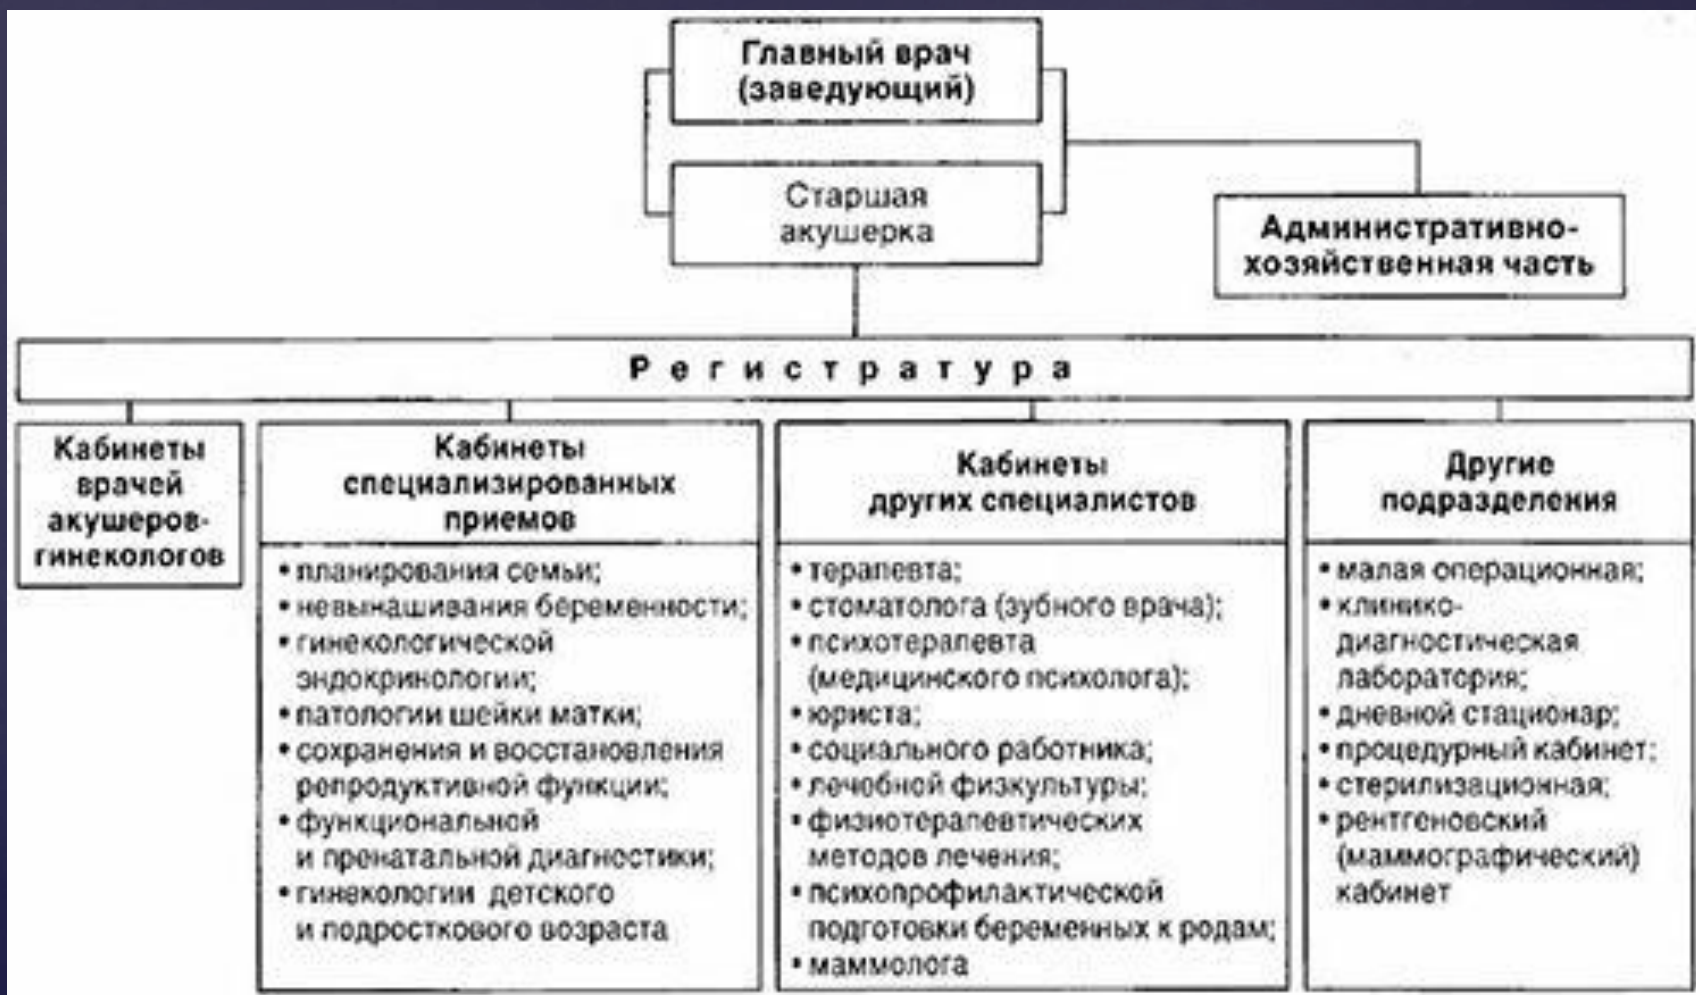 Главный врач
(заведующий)
Старшая
акушерка
Административно-
хозяйственная часть
Регистратура
Кабинеты
врачей
акушеров-
гинекологов
Кабинеты
специализированных
приемов
• планирования семьи;
• невынашивания беременности;
• гинекологической
эндокринологии;
• патологии шейки матки;
• сохранения и восстановления
репродуктивной функции;
• функциональной
и пренатальной диагностики;
• гинекологии детского
и подросткового возраста
Кабинеты
других специалистов
• терапевта;
• стоматолога (зубного врача);
• психотерапевта
(медицинского психолога);
• юриста;
• социального работника;
• лечебной физкультуры;
• физиотерапевтических
методов лечения;
• психопрофилактической
подготовки беременных к родам;
• маммолога
Другие
подразделения
• малая операционная;
• клинико-
диагностическая
лаборатория;
• дневной стационар;
• процедурный кабинет;
• стерилизационная;
• рентгеновский
(маммографический)
кабинет